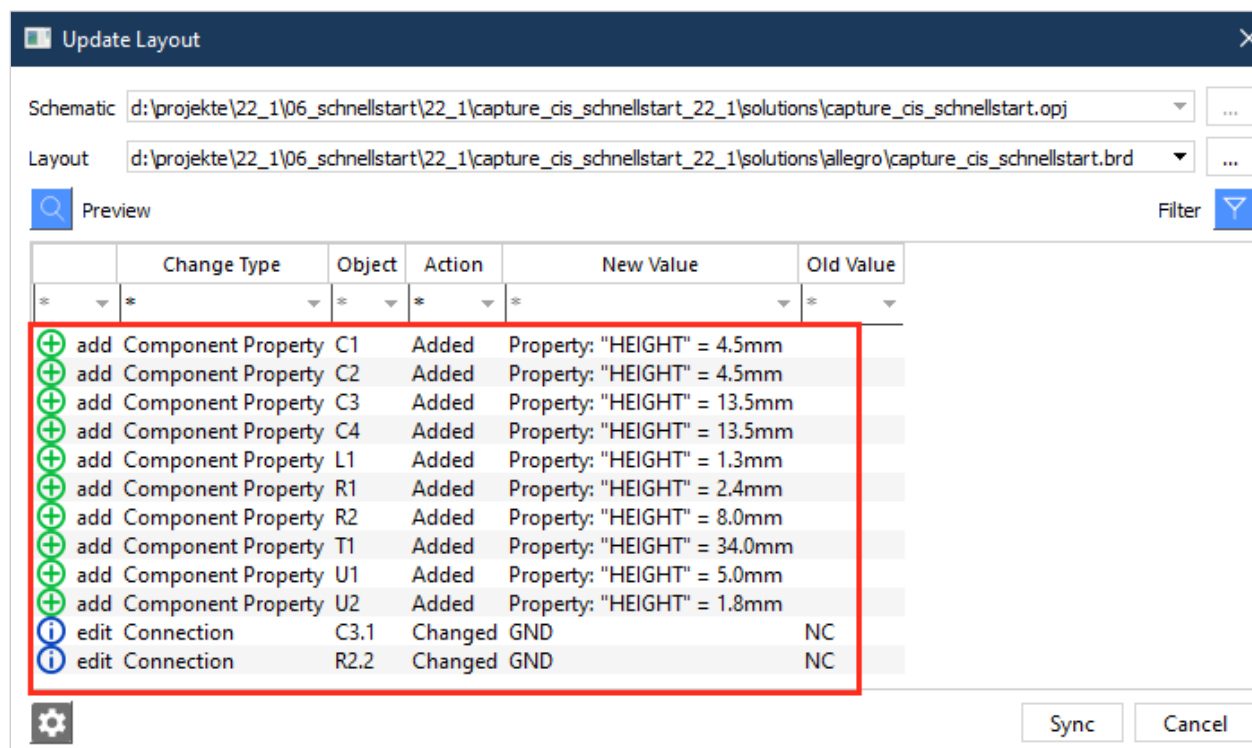 Update Layout
Schematic d:\projekte\22_1\06_schnellstart\22_1\capture_cis_schnellstart_22_1\solutions\capture_cis_schnellstart.opj ...
Layout d:\projekte\22_1\06_schnellstart\22_1\capture_cis_schnellstart_22_1\solutions\allegro\capture_cis_schnellstart.brd ...
Preview Filter
Change Type Object Action New Value Old Value
* * * * * *
add Component Property C1 Added Property: "HEIGHT" = 4.5mm
add Component Property C2 Added Property: "HEIGHT" = 4.5mm
add Component Property C3 Added Property: "HEIGHT" = 13.5mm
add Component Property C4 Added Property: "HEIGHT" = 13.5mm
add Component Property L1 Added Property: "HEIGHT" = 1.3mm
add Component Property R1 Added Property: "HEIGHT" = 2.4mm
add Component Property R2 Added Property: "HEIGHT" = 8.0mm
add Component Property T1 Added Property: "HEIGHT" = 34.0mm
add Component Property U1 Added Property: "HEIGHT" = 5.0mm
add Component Property U2 Added Property: "HEIGHT" = 1.8mm
edit Connection C3.1 Changed GND NC
edit Connection R2.2 Changed GND NC
Sync Cancel